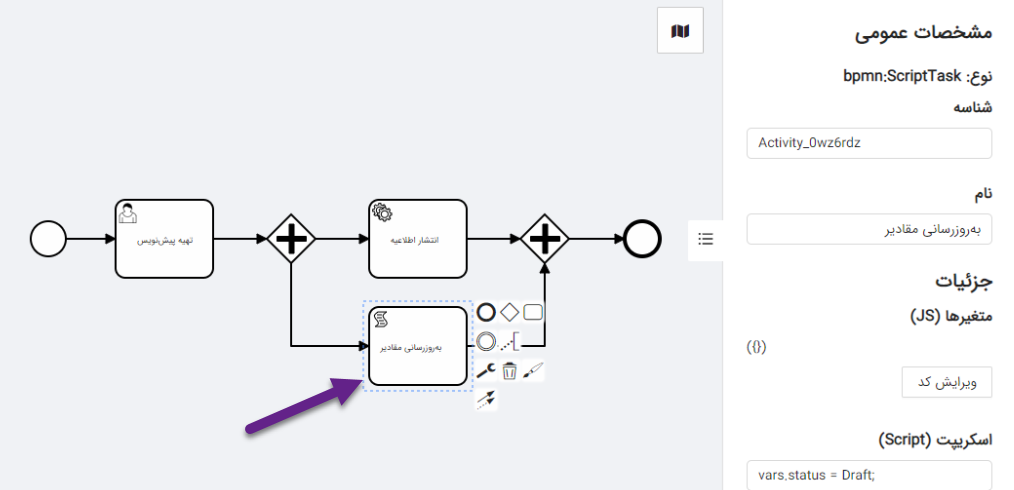 مشخصات عمومی
نوع: bpmn:ScriptTask
شناسه
Activity_0wz6rdz
نام
به‌روزرسانی مقادیر
جزئیات
متغیرها (JS)
({})
ویرایش کد
اسکریپت (Script)
vars.status = Draft;
تهیه پیش‌نویس
انتشار اطلاعیه
به‌روزرسانی مقادیر